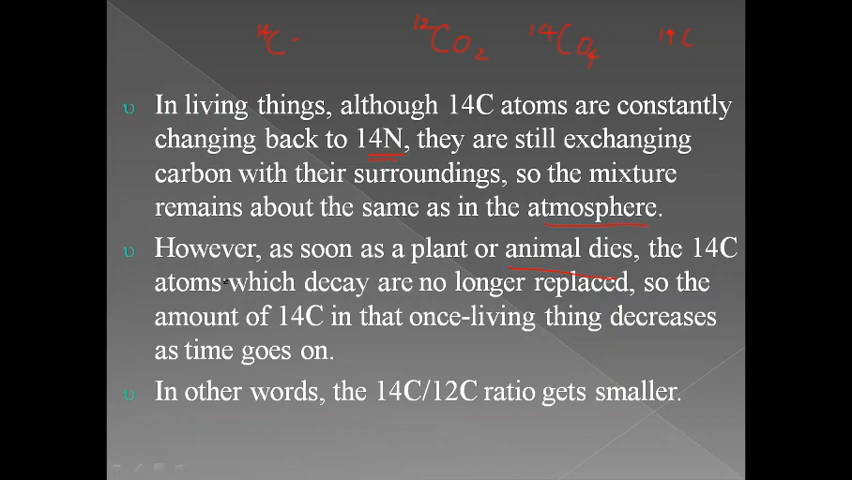 14C - 12CO2 14CO4 14C
In living things, although 14C atoms are constantly
changing back to 14N, they are still exchanging
carbon with their surroundings, so the mixture
remains about the same as in the atmosphere.
However, as soon as a plant or animal dies, the 14C
atoms which decay are no longer replaced, so the
amount of 14C in that once-living thing decreases
as time goes on.
In other words, the 14C/12C ratio gets smaller.